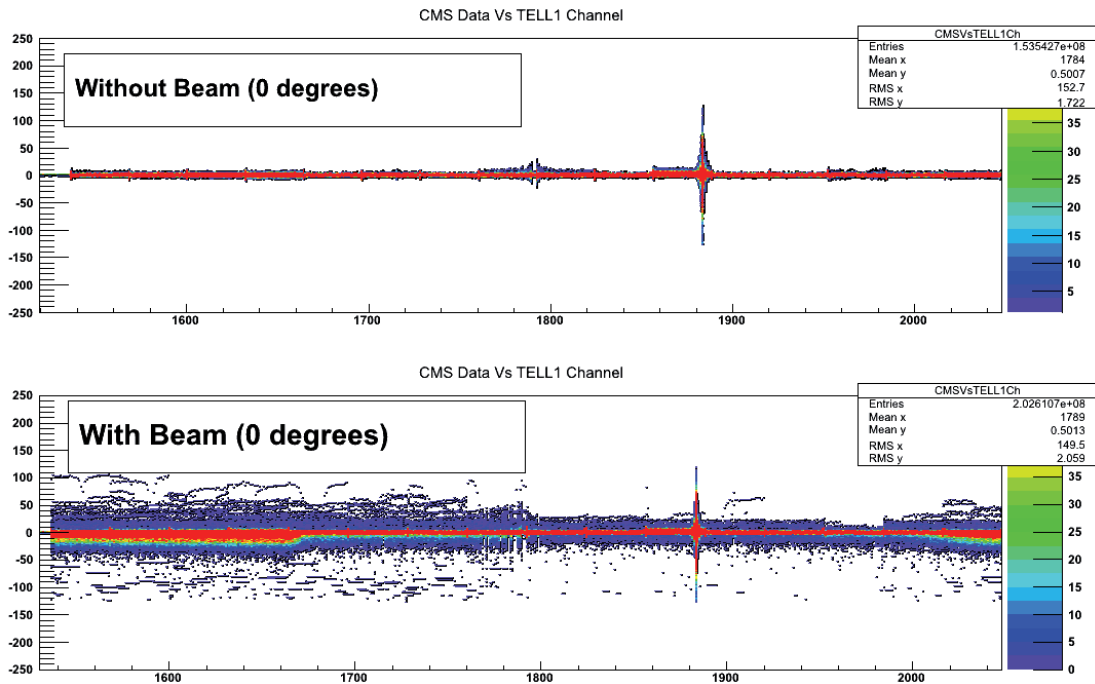 CMS Data Vs TELL1 Channel
CMSVsTELL1Ch
Entries 1.535427e+08
Mean x 1784
Mean y 0.5007
RMS x 152.7
RMS y 1.722
Without Beam (0 degrees)
250
200
150
100
50
0
-50
-100
-150
-200
-250
1600 1700 1800 1900 2000
35
30
25
20
15
10
5
CMS Data Vs TELL1 Channel
CMSVsTELL1Ch
Entries 2.026107e+08
Mean x 1789
Mean y 0.5013
RMS x 149.5
RMS y 2.059
With Beam (0 degrees)
250
200
150
100
50
0
-50
-100
-150
-200
-250
1600 1700 1800 1900 2000
35
30
25
20
15
10
5
0